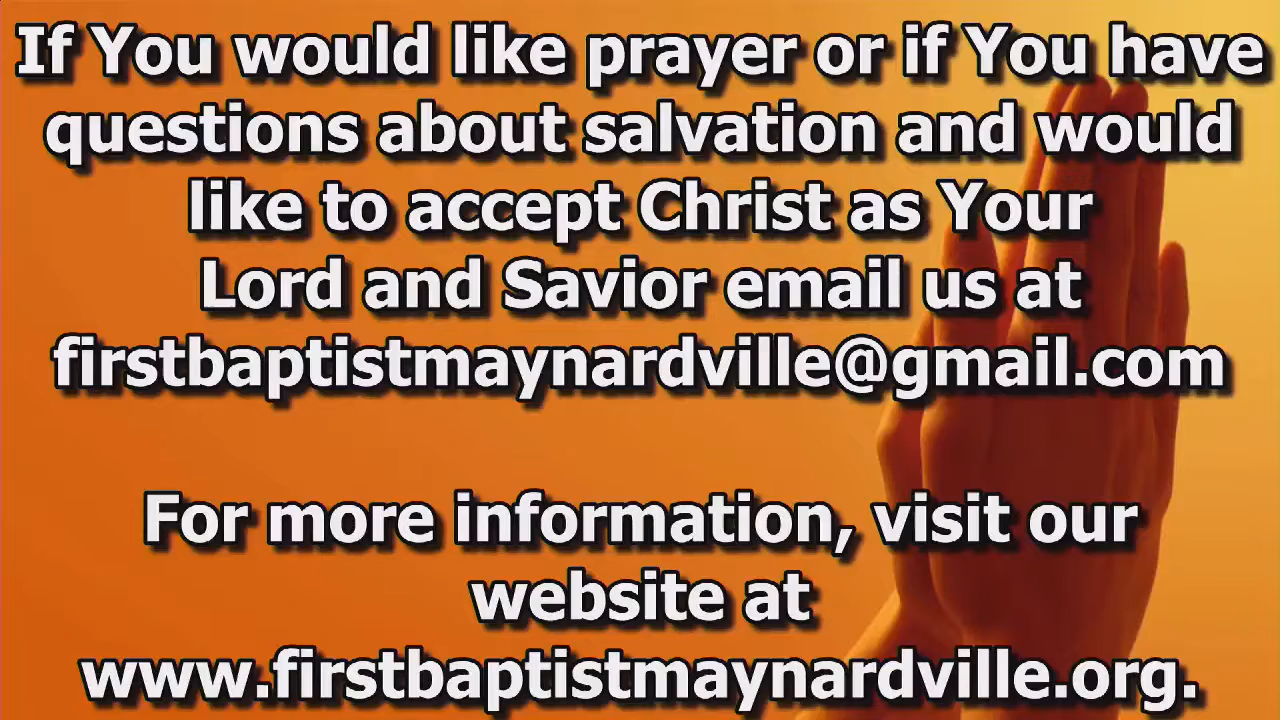 If You would like prayer or if You have
questions about salvation and would
like to accept Christ as Your
Lord and Savior email us at
firstbaptistmaynardville@gmail.com
For more information, visit our
website at
www.firstbaptistmaynardville.org.